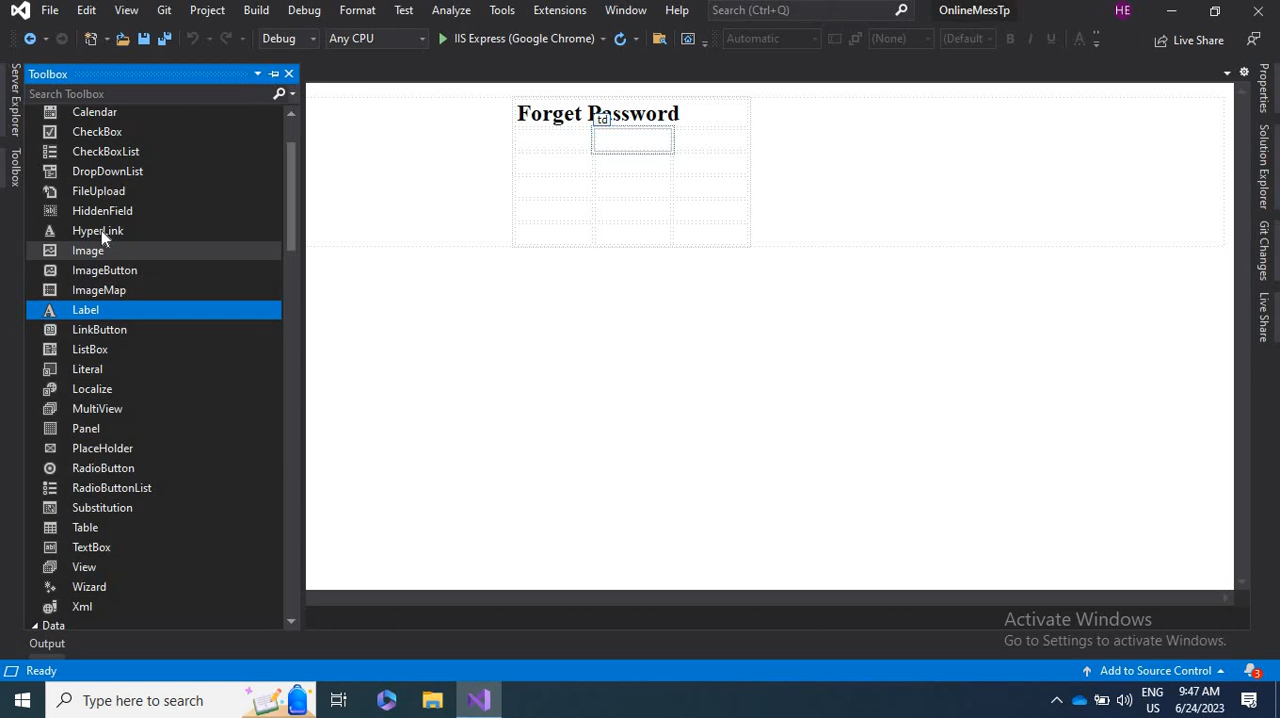 File Edit View Git Project Build Debug Format Test Analyze Tools Extensions Window Help Search (Ctrl+Q) OnlineMessTp HE
Debug Any CPU IIS Express (Google Chrome) Automatic (None) (Default) B I U A Live Share
Toolbox
Search Toolbox
Calendar
CheckBox
CheckBoxList
DropDownList
FileUpload
HiddenField
HyperLink
Image
ImageButton
ImageMap
Label
LinkButton
ListBox
Literal
Localize
MultiView
Panel
PlaceHolder
RadioButton
RadioButtonList
Substitution
Table
TextBox
View
Wizard
Xml
Data
Output
Server Explorer
Toolbox
Forget Password
td
Properties
Solution Explorer
Git Changes
Live Share
Activate Windows
Go to Settings to activate Windows.
Ready Add to Source Control 3
Type here to search
ENG
US
9:47 AM
6/24/2023